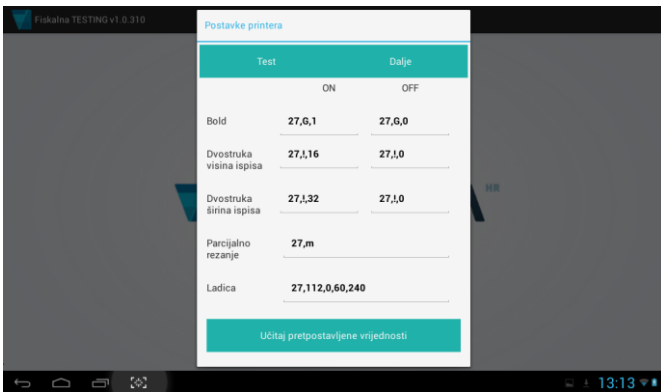 Fiskalna TESTING v1.0.310
Postavke printera
Test Dalje
ON OFF
Bold 27,G,1 27,G,0
Dvostruka
visina ispisa 27,!,16 27,!,0
Dvostruka
širina ispisa 27,!,32 27,!,0
Parcijalno
rezanje 27,m
Ladica 27,112,0,60,240
Učitaj pretpostavljene vrijednosti
HR
13:13